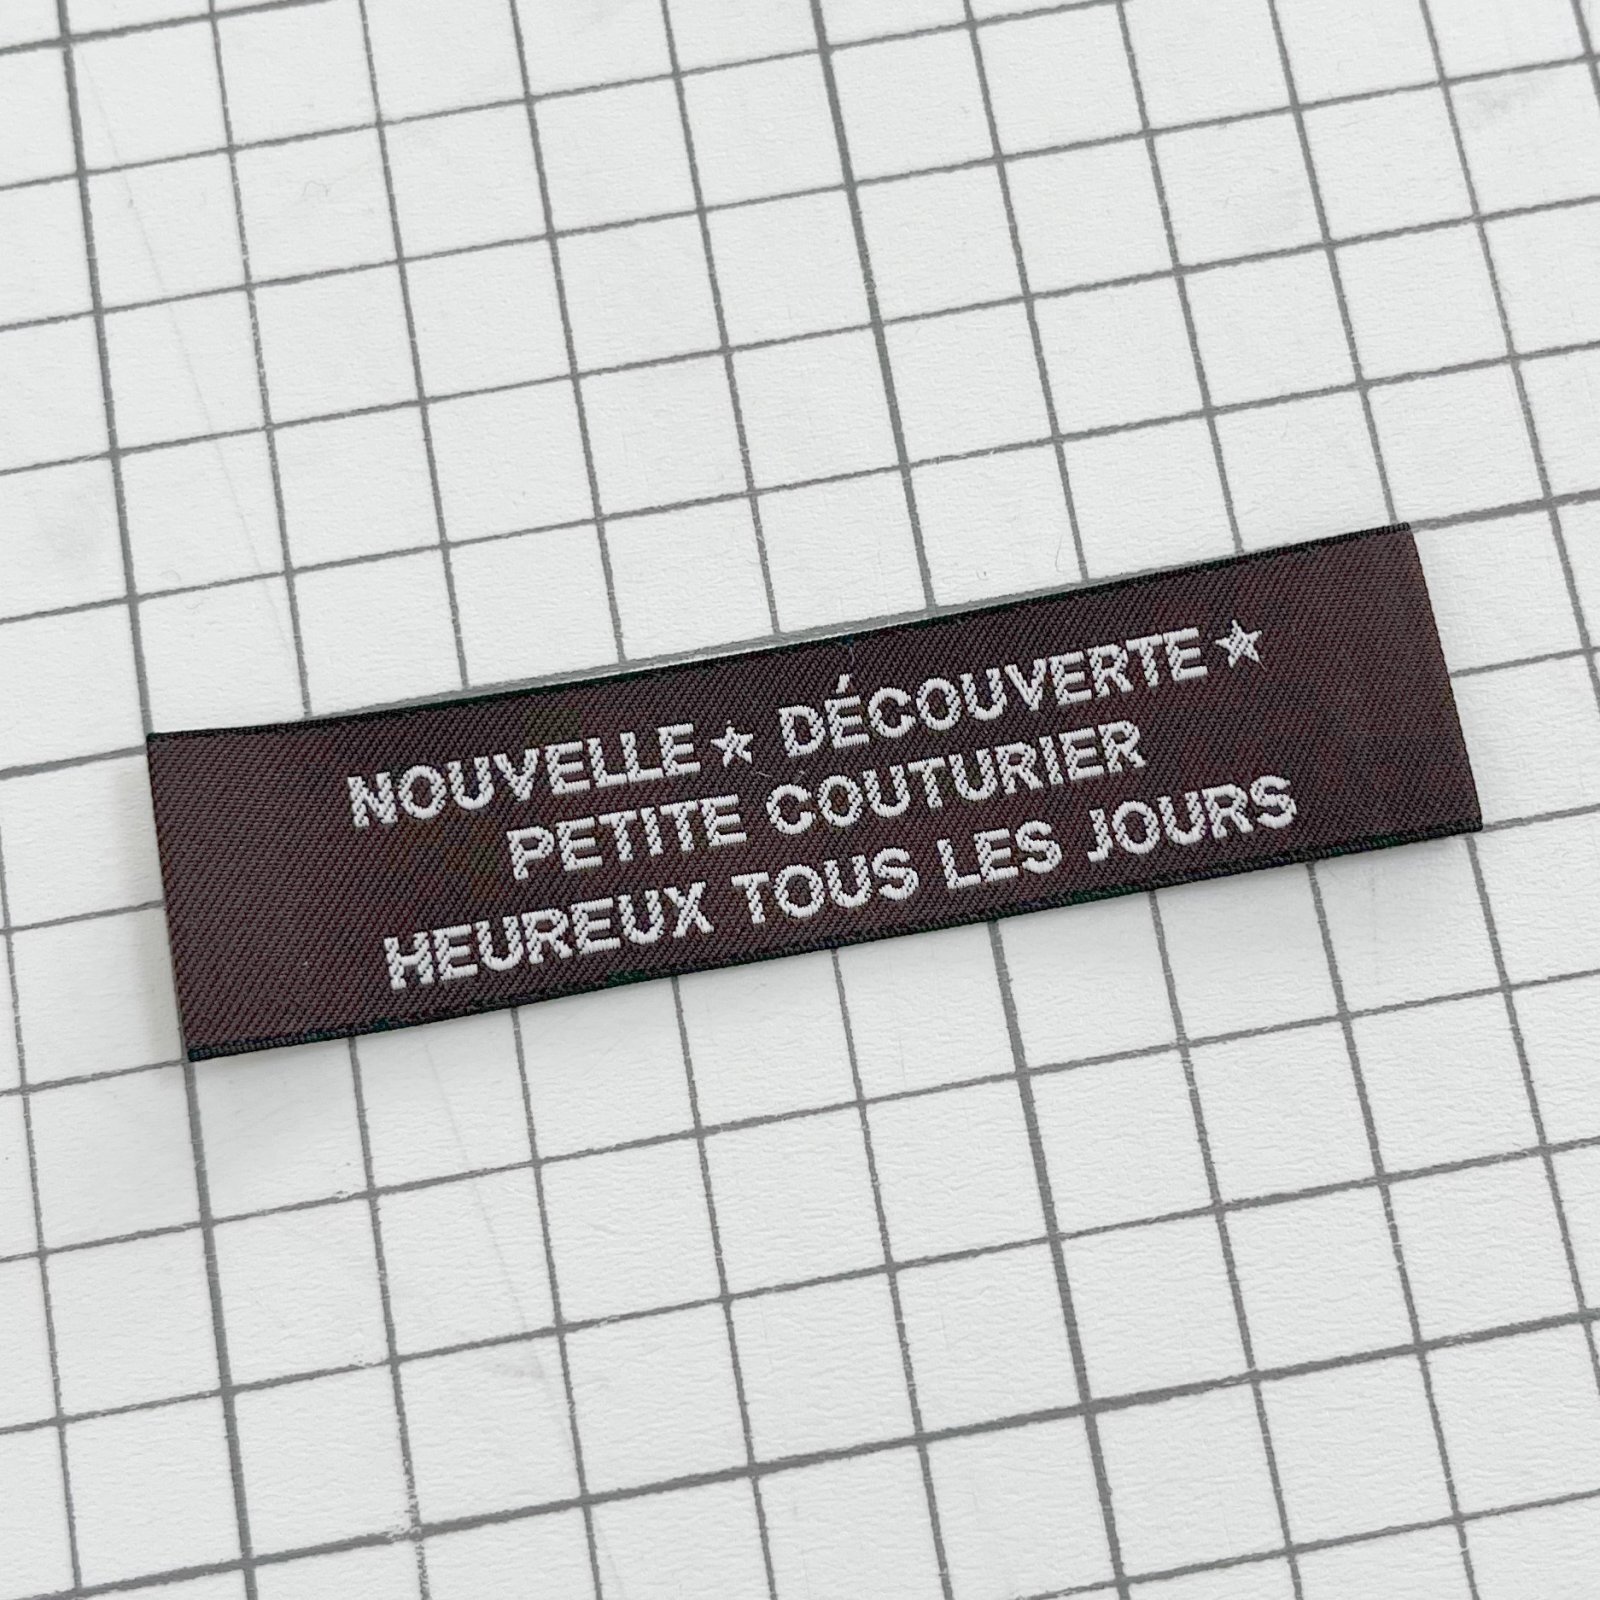 NOUVELLE★DÉCOUVERTE★
PETITE COUTURIER
HEUREUX TOUS LES JOURS